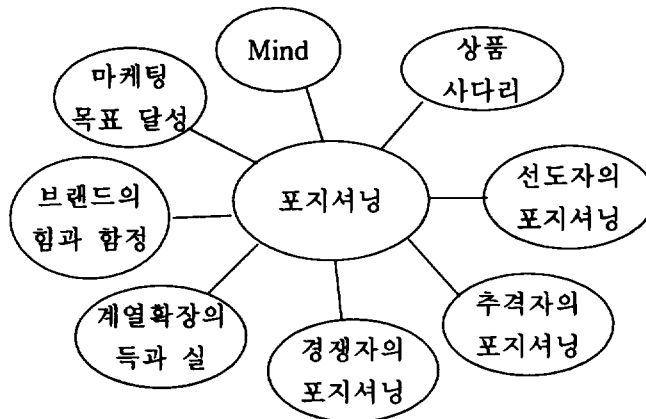 Mind
상품
사다리
마케팅
목표 달성
포지셔닝
선도자의
포지셔닝
브랜드의
힘과 함정
추격자의
포지셔닝
계열확장의
득과 실
경쟁자의
포지셔닝